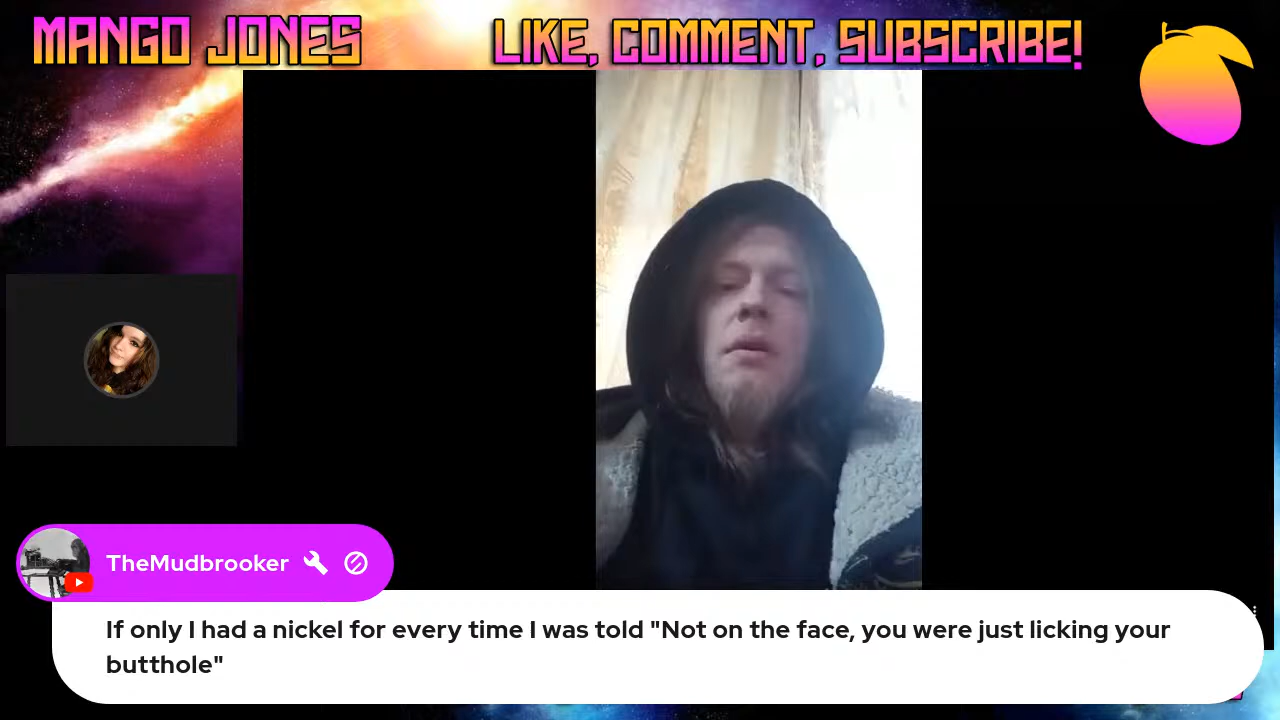 MANGO JONES
LIKE, COMMENT, SUBSCRIBE!
TheMudbrooker
If only I had a nickel for every time I was told "Not on the face, you were just licking your
butthole"